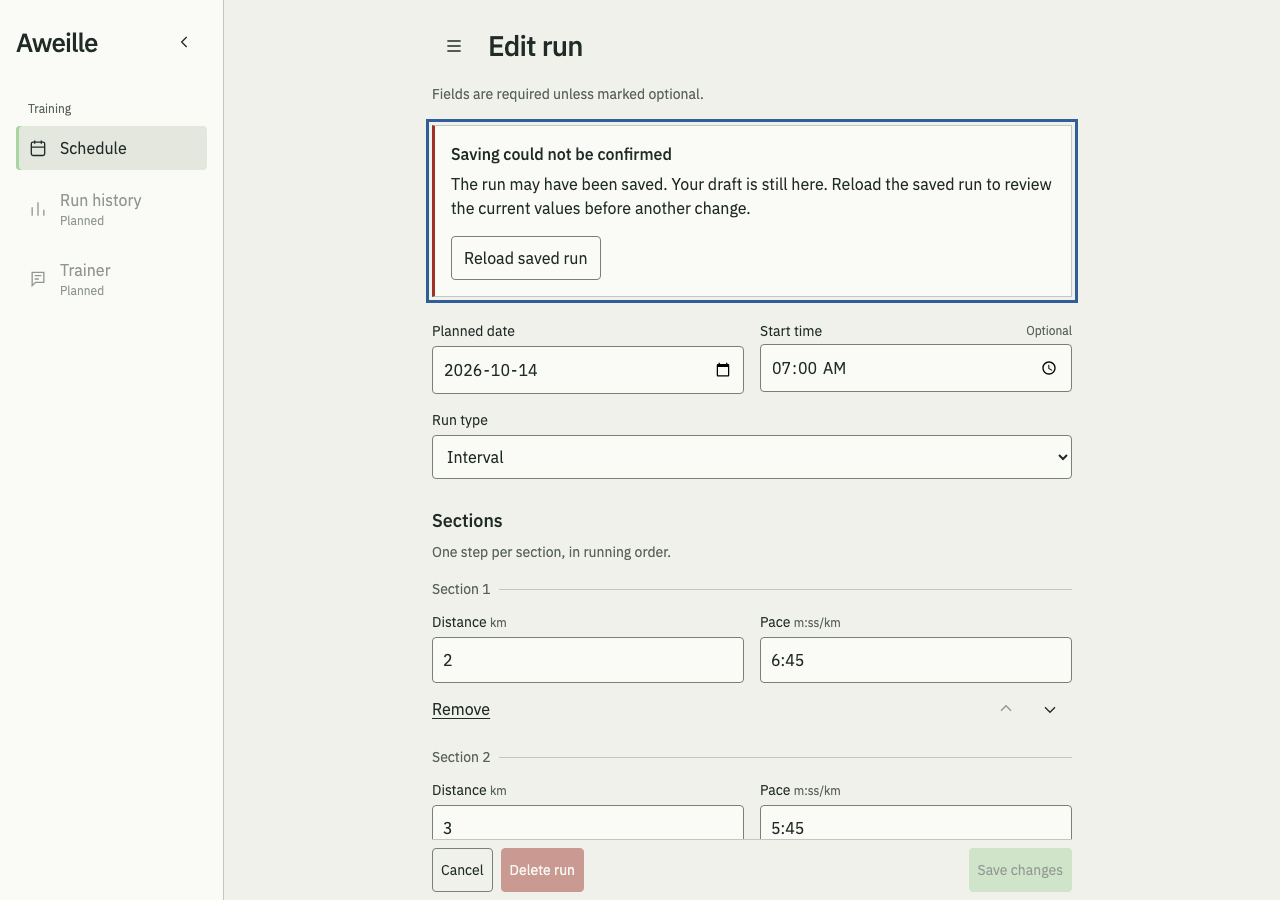 Aweille
Training
Schedule
Run history
Planned
Trainer
Planned
Edit run
Fields are required unless marked optional.
Saving could not be confirmed
The run may have been saved. Your draft is still here. Reload the saved run to review
the current values before another change.
Reload saved run
Planned date
Start time Optional
2026-10-14
07:00 AM
Run type
Interval
Sections
One step per section, in running order.
Section 1
Distance km
Pace m:ss/km
2
6:45
Remove
Section 2
Distance km
Pace m:ss/km
3
5:45
Cancel
Delete run
Save changes